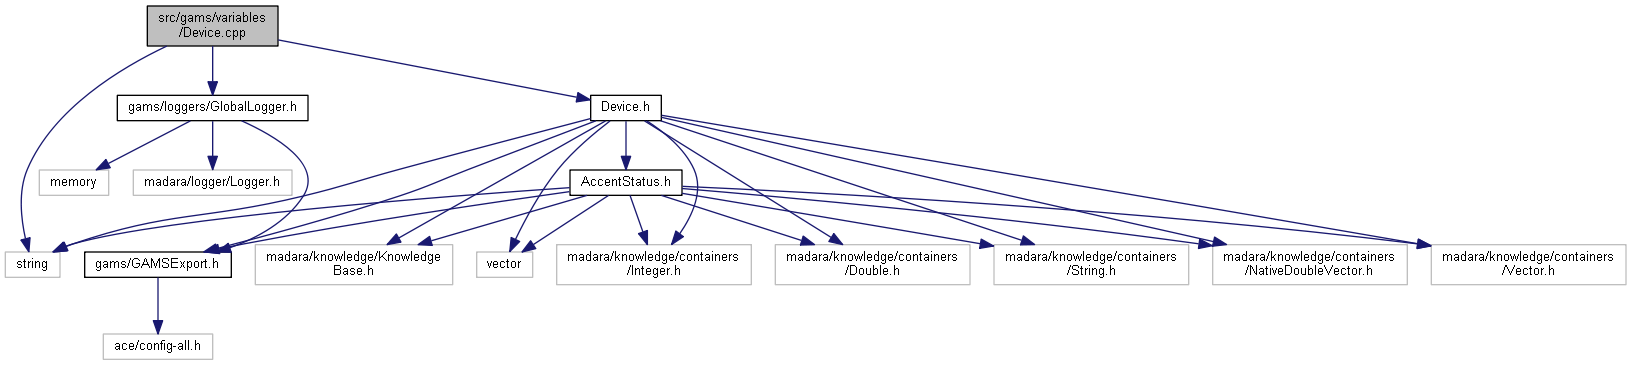 src/gams/variables
/Device.cpp
gams/loggers/GlobalLogger.h
Device.h
memory
madara/logger/Logger.h
AccentStatus.h
string
gams/GAMSExport.h
madara/knowledge/Knowledge
Base.h
vector
madara/knowledge/containers
/Integer.h
madara/knowledge/containers
/Double.h
madara/knowledge/containers
/String.h
madara/knowledge/containers
/NativeDoubleVector.h
madara/knowledge/containers
/Vector.h
ace/config-all.h